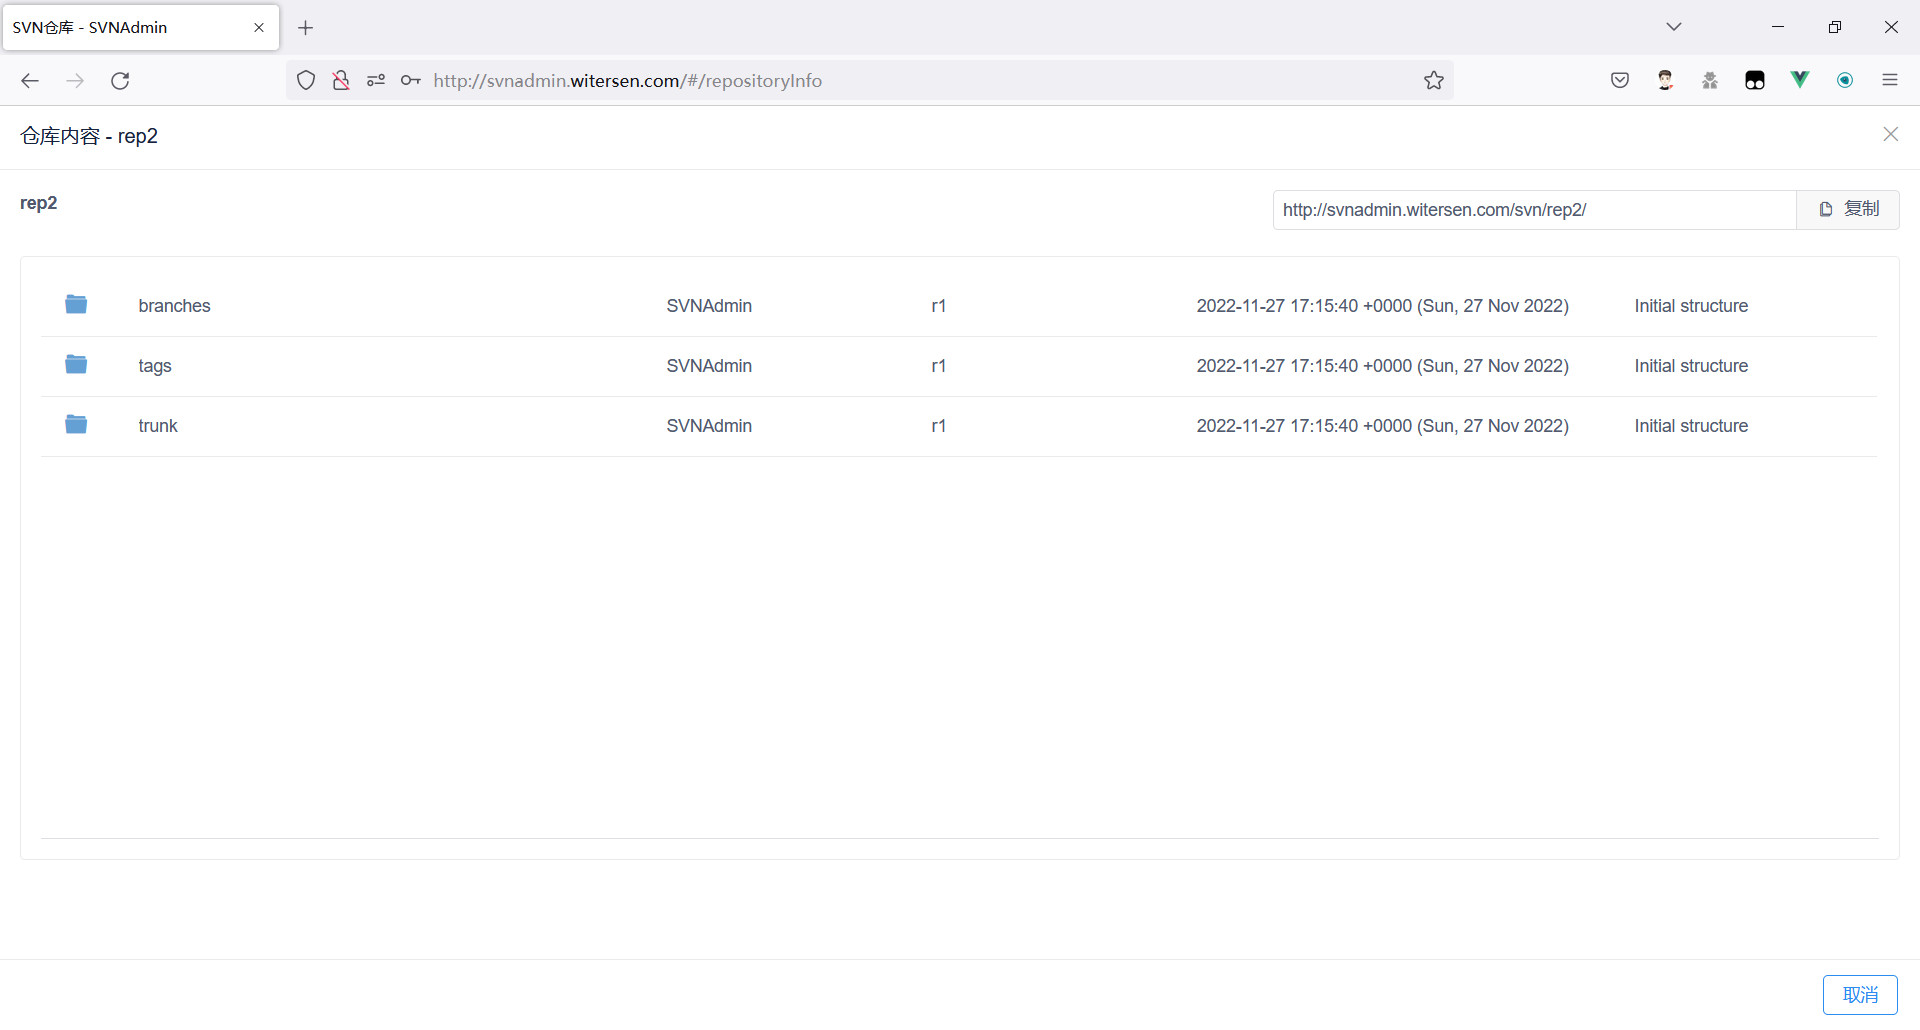 SVN仓库 - SVNAdmin
http://svnadmin.witersen.com/#/repositoryInfo
仓库内容 - rep2
rep2
http://svnadmin.witersen.com/svn/rep2/ 复制
branches SVNAdmin r1 2022-11-27 17:15:40 +0000 (Sun, 27 Nov 2022) Initial structure
tags SVNAdmin r1 2022-11-27 17:15:40 +0000 (Sun, 27 Nov 2022) Initial structure
trunk SVNAdmin r1 2022-11-27 17:15:40 +0000 (Sun, 27 Nov 2022) Initial structure
取消